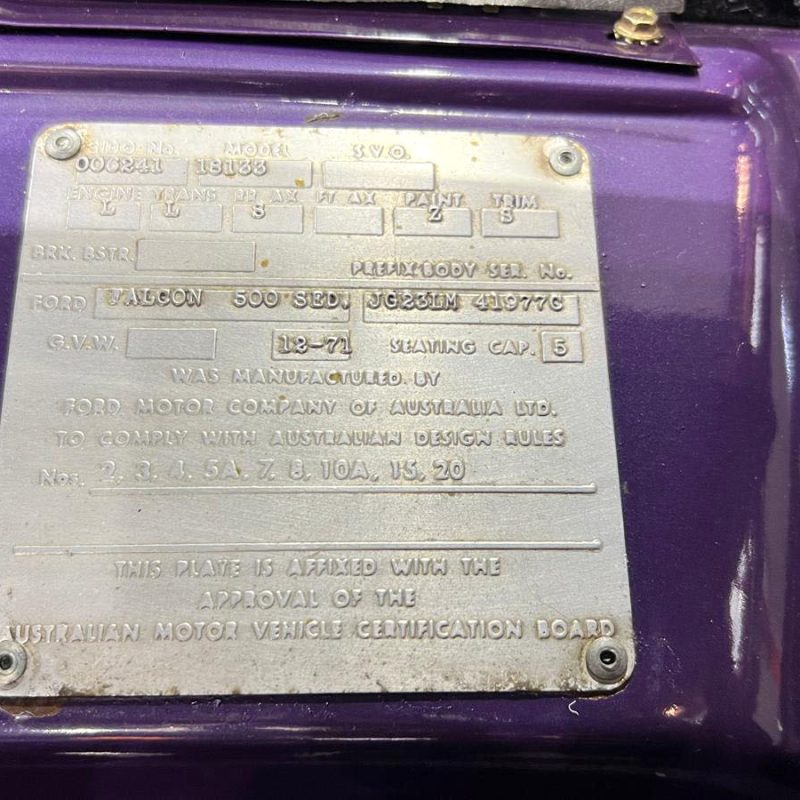 No. MODEL S.V.O.
006241 18133
ENGINE TRANS RR AX FT AX PAINT TRIM
L L S Z S
BRK. BSTR. PREFIX BODY SER. No.
FORD FALCON 500 SED. JG23LM 41977C
G.V.W. 12-71 SEATING CAP. 5
WAS MANUFACTURED BY
FORD MOTOR COMPANY OF AUSTRALIA LTD.
TO COMPLY WITH AUSTRALIAN DESIGN RULES
Nos. 2, 3, 4, 5A, 7, 8, 10A, 15, 20
THIS PLATE IS AFFIXED WITH THE
APPROVAL OF THE
AUSTRALIAN MOTOR VEHICLE CERTIFICATION BOARD